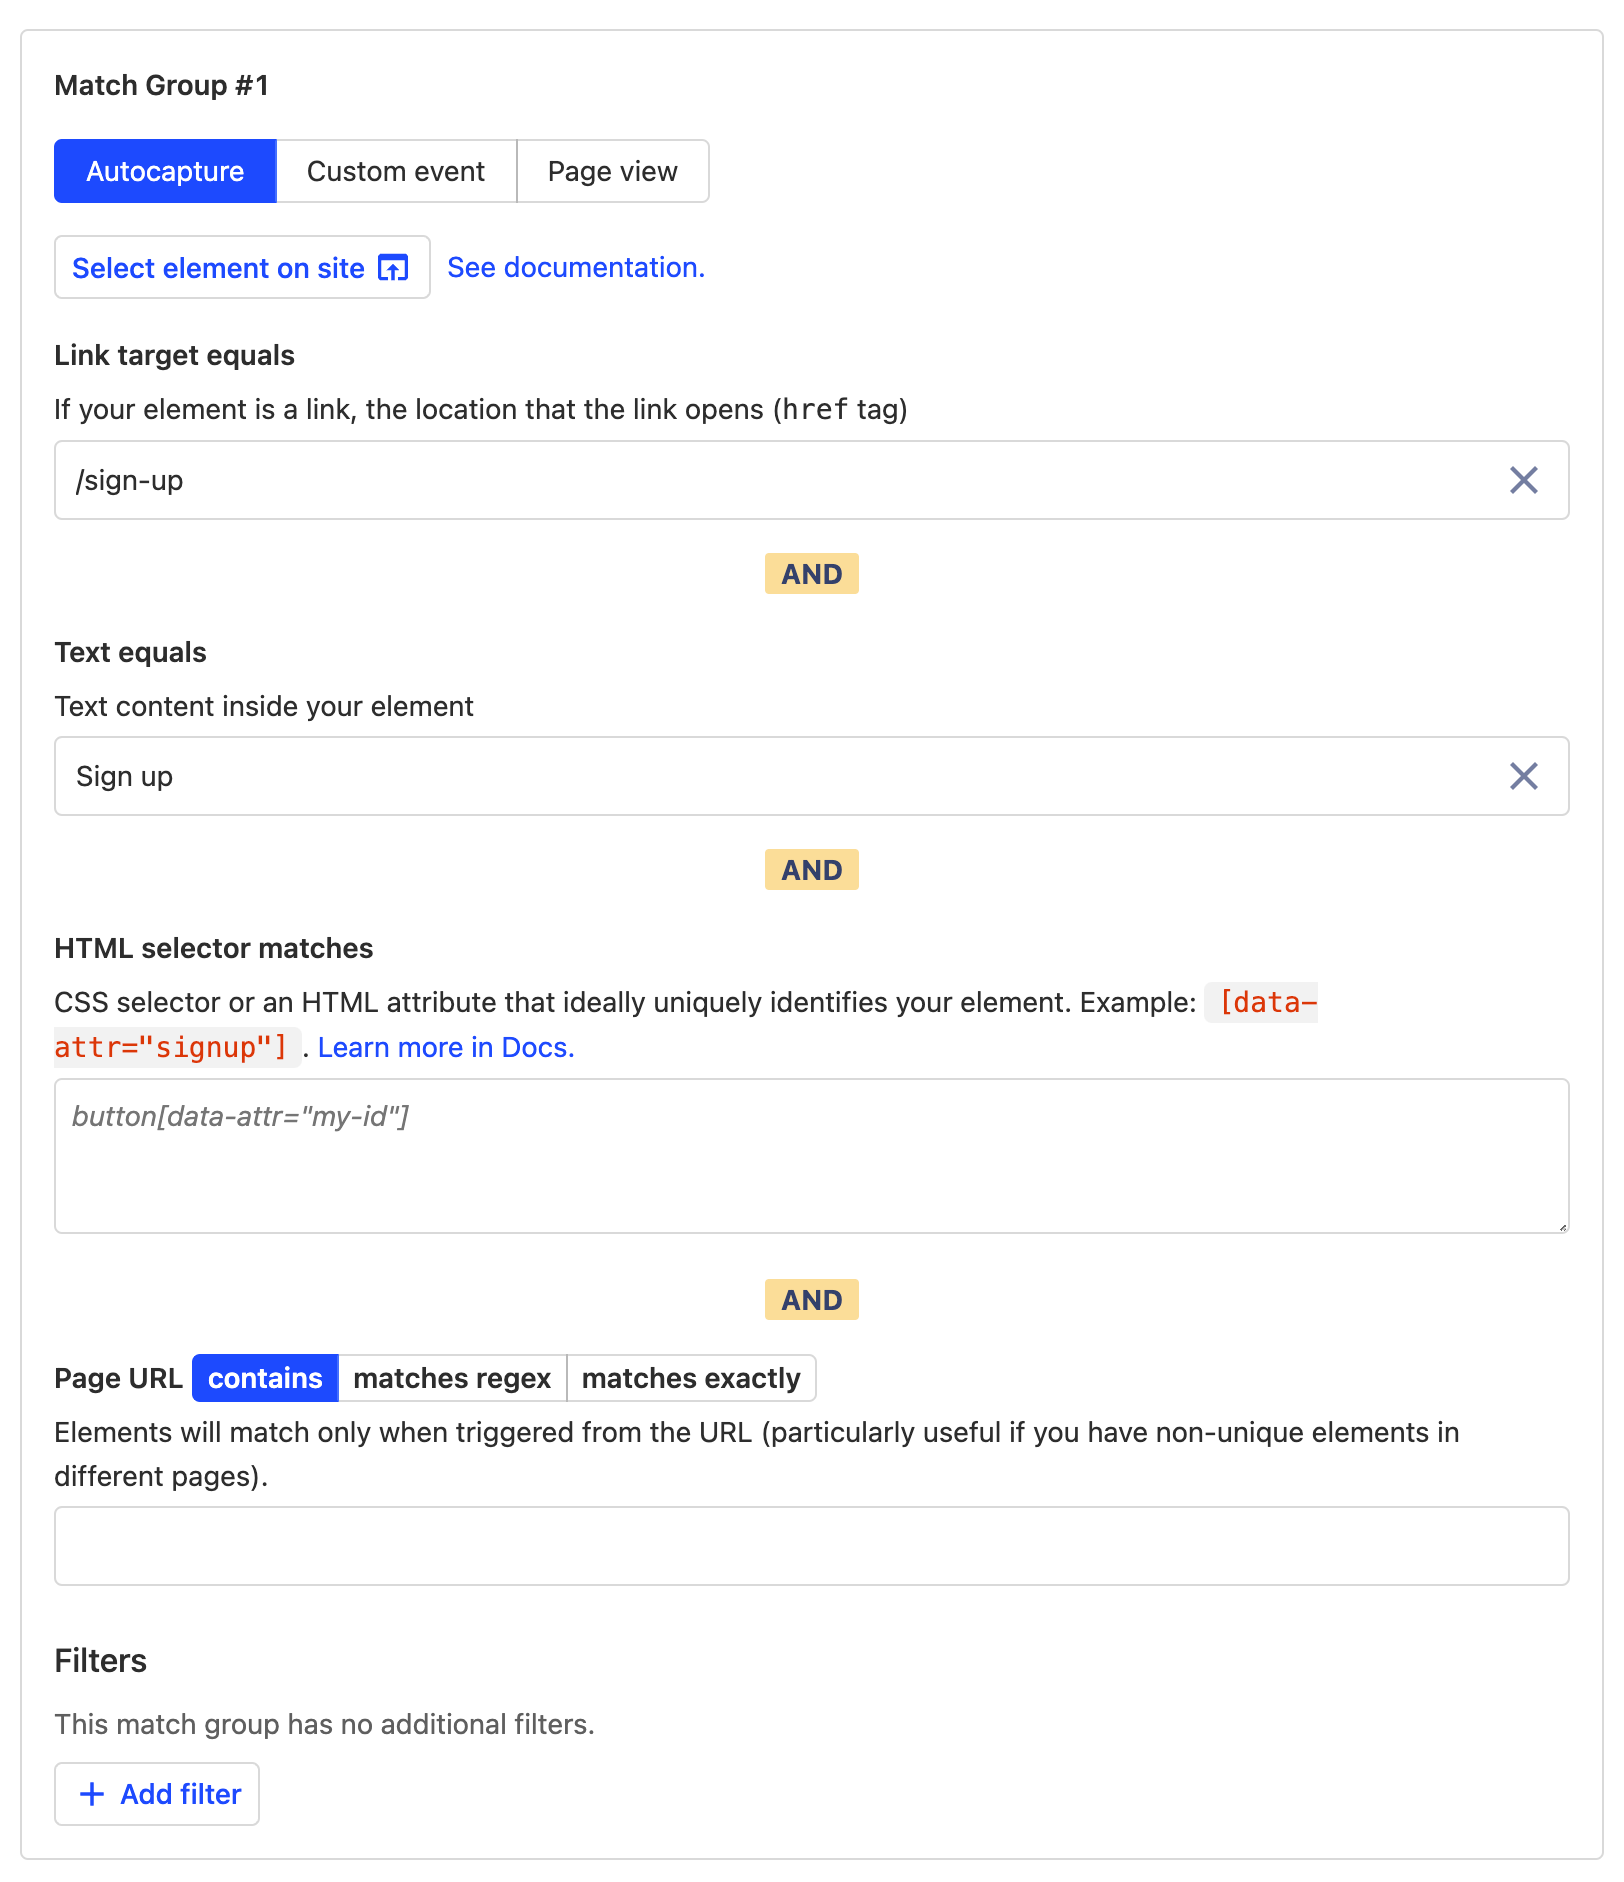 Match Group #1
Autocapture
Custom event
Page view
Select element on site
See documentation.
Link target equals
If your element is a link, the location that the link opens (href tag)
/sign-up
AND
Text equals
Text content inside your element
Sign up
AND
HTML selector matches
CSS selector or an HTML attribute that ideally uniquely identifies your element. Example: [data-
attr="signup"] . Learn more in Docs.
button[data-attr="my-id"]
AND
Page URL contains matches regex matches exactly
Elements will match only when triggered from the URL (particularly useful if you have non-unique elements in
different pages).
Filters
This match group has no additional filters.
+ Add filter